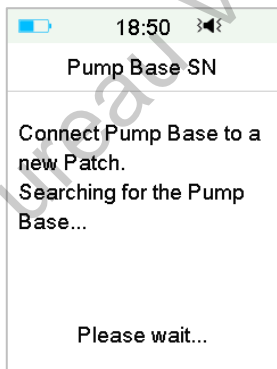 18:50
Pump Base SN
Connect Pump Base to a
new Patch.
Searching for the Pump
Base...
Please wait...